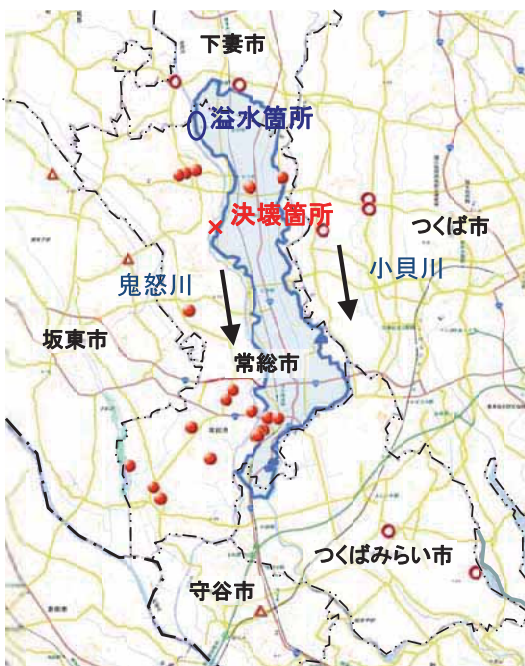 下妻市
溢水箇所
決壊箇所
つくば市
小貝川
鬼怒川
坂東市
常総市
つくばみらい市
守谷市